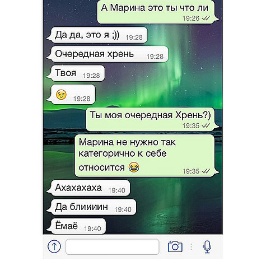 А Марина это ты что ли
19:26
Да да, это я ;))
19:28
Очередная хрень
19:28
Твоя
19:28
19:28
Ты моя очередная Хрень?)
19:35
Марина не нужно так
категорично к себе
относится 😂
19:35
Ахахахаха
19:40
Да блиииин
19:40
Ёмаё
19:40